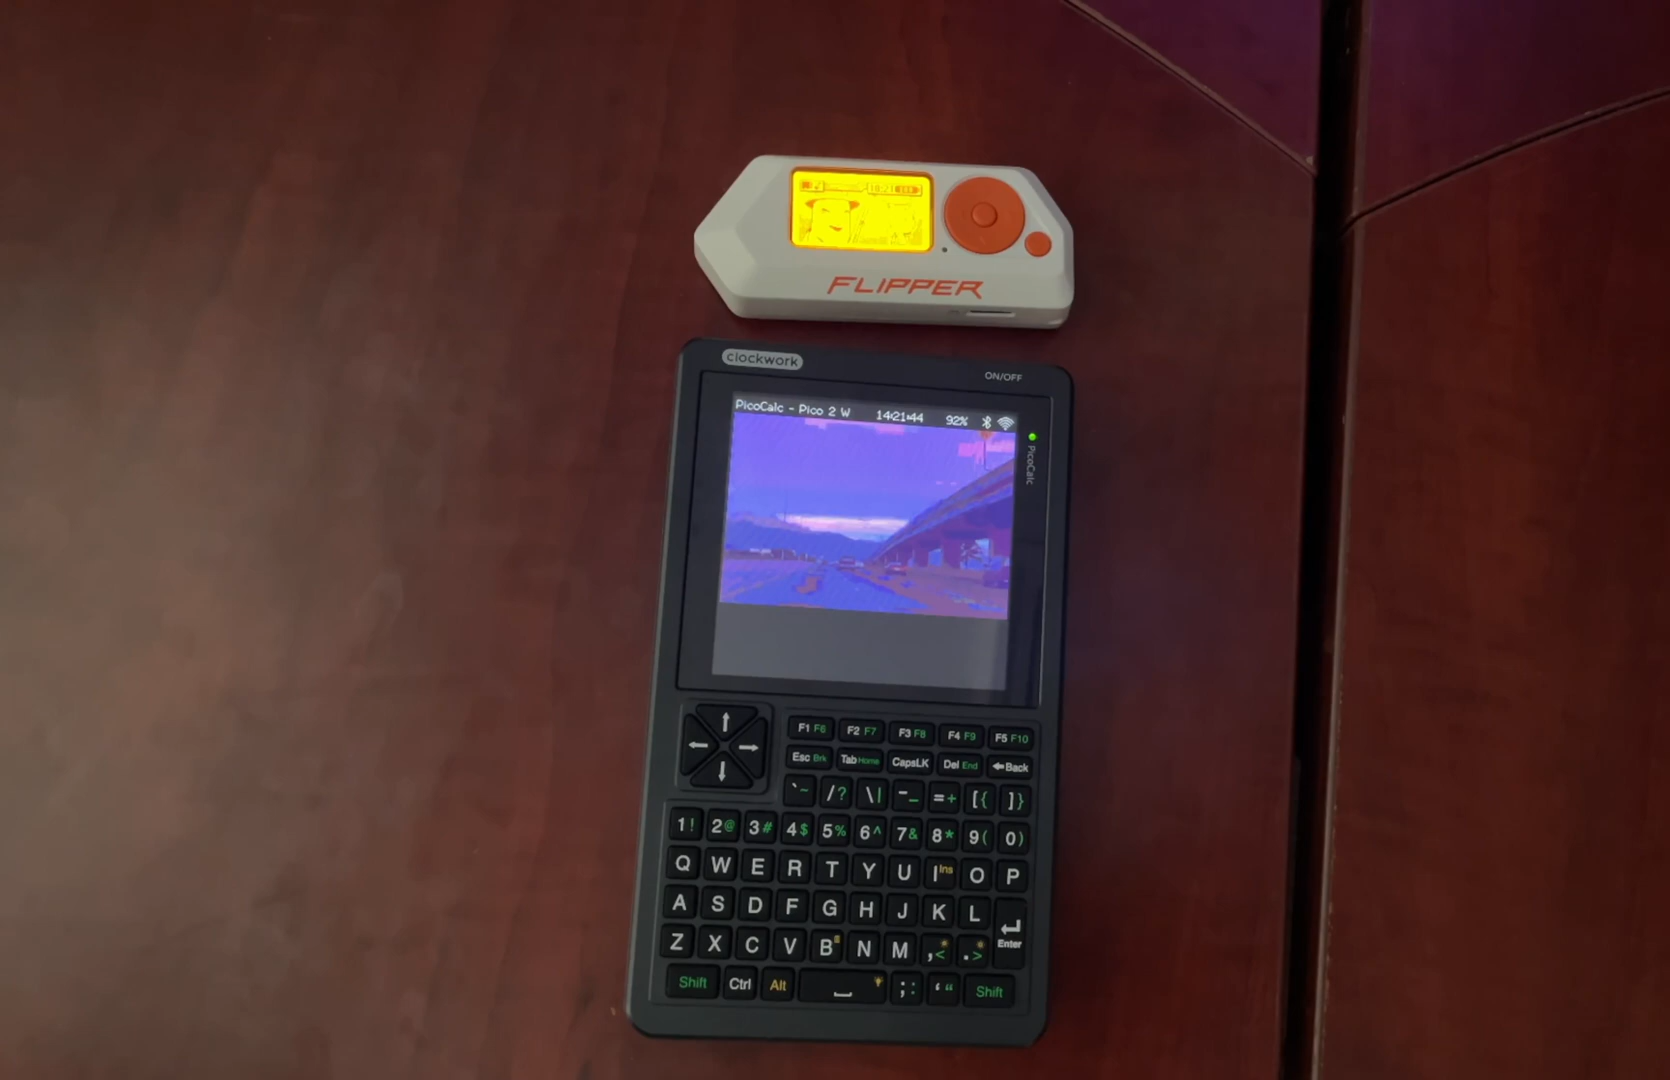 FLIPPER
clockwork
ON/OFF
PicoCalc - Pico 2 W 14:21:44 92%
PicoCalc
F1 F6 F2 F7 F3 F8 F4 F9 F5 F10
Esc Brk Tab Home CapsLK Del End ←Back
`~ /? \| -_ =+ [{ ]}
1! 2@ 3# 4$ 5% 6^ 7& 8* 9( 0)
Q W E R T Y U I Ins O P
A S D F G H J K L
Enter
Z X C V B N M ,< .>
Shift Ctrl Alt ;: ‘“ Shift